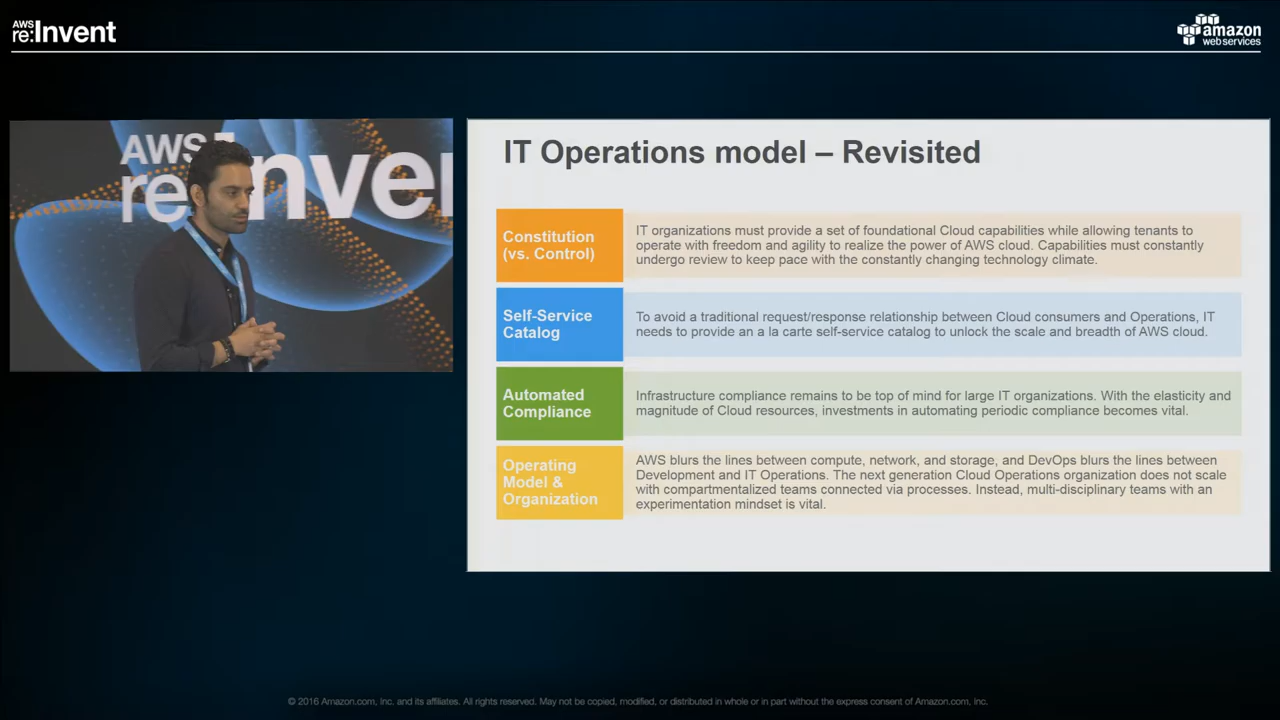 AWS
re:Invent
amazon
web services
AWS
re:Inve
IT Operations model – Revisited
Constitution
(vs. Control)
IT organizations must provide a set of foundational Cloud capabilities while allowing tenants to
operate with freedom and agility to realize the power of AWS cloud. Capabilities must constantly
undergo review to keep pace with the constantly changing technology climate.
Self-Service
Catalog
To avoid a traditional request/response relationship between Cloud consumers and Operations, IT
needs to provide an a la carte self-service catalog to unlock the scale and breadth of AWS cloud.
Automated
Compliance
Infrastructure compliance remains to be top of mind for large IT organizations. With the elasticity and
magnitude of Cloud resources, investments in automating periodic compliance becomes vital.
Operating
Model &
Organization
AWS blurs the lines between compute, network, and storage, and DevOps blurs the lines between
Development and IT Operations. The next generation Cloud Operations organization does not scale
with compartmentalized teams connected via processes. Instead, multi-disciplinary teams with an
experimentation mindset is vital.
© 2016 Amazon.com, Inc. and its affiliates. All rights reserved. May not be copied, modified, or distributed in whole or in part without the express consent of Amazon.com, Inc.